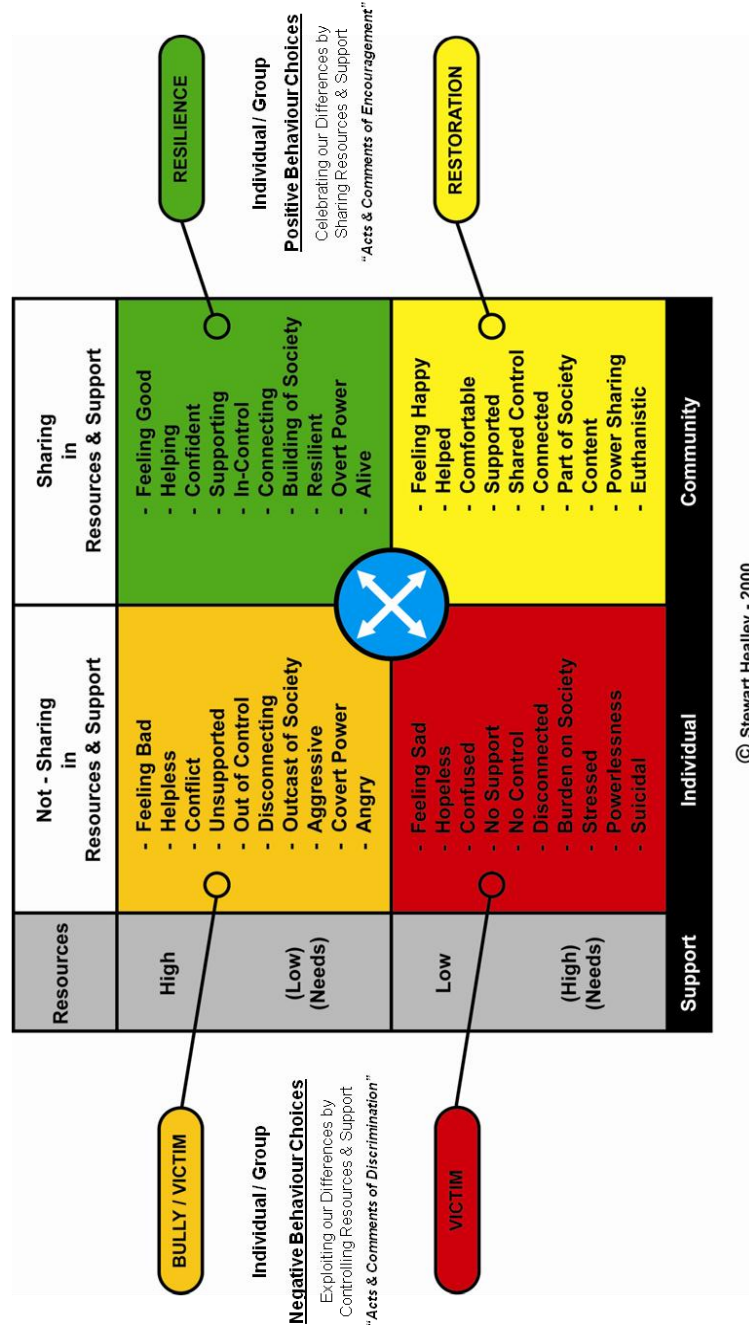 BULLY / VICTIM
Individual / Group
Negative Behaviour Choices
Exploiting our Differences by
Controlling Resources & Support
"Acts & Comments of Discrimination"
VICTIM
Resources
Not - Sharing
in
Resources & Support
Sharing
in
Resources & Support
High
(Low)
(Needs)
- Feeling Bad
- Helpless
- Conflict
- Unsupported
- Out of Control
- Disconnecting
- Outcast of Society
- Aggressive
- Covert Power
- Angry
- Feeling Good
- Helping
- Confident
- Supporting
- In-Control
- Connecting
- Building of Society
- Resilient
- Overt Power
- Alive
Low
(High)
(Needs)
- Feeling Sad
- Hopeless
- Confused
- No Support
- No Control
- Disconnected
- Burden on Society
- Stressed
- Powerlessness
- Suicidal
- Feeling Happy
- Helped
- Comfortable
- Supported
- Shared Control
- Connected
- Part of Society
- Content
- Power Sharing
- Euthanistic
Support
Individual
Community
RESILIENCE
Individual / Group
Positive Behaviour Choices
Celebrating our Differences by
Sharing Resources & Support
"Acts & Comments of Encouragement"
RESTORATION
© Stewart Healley - 2000